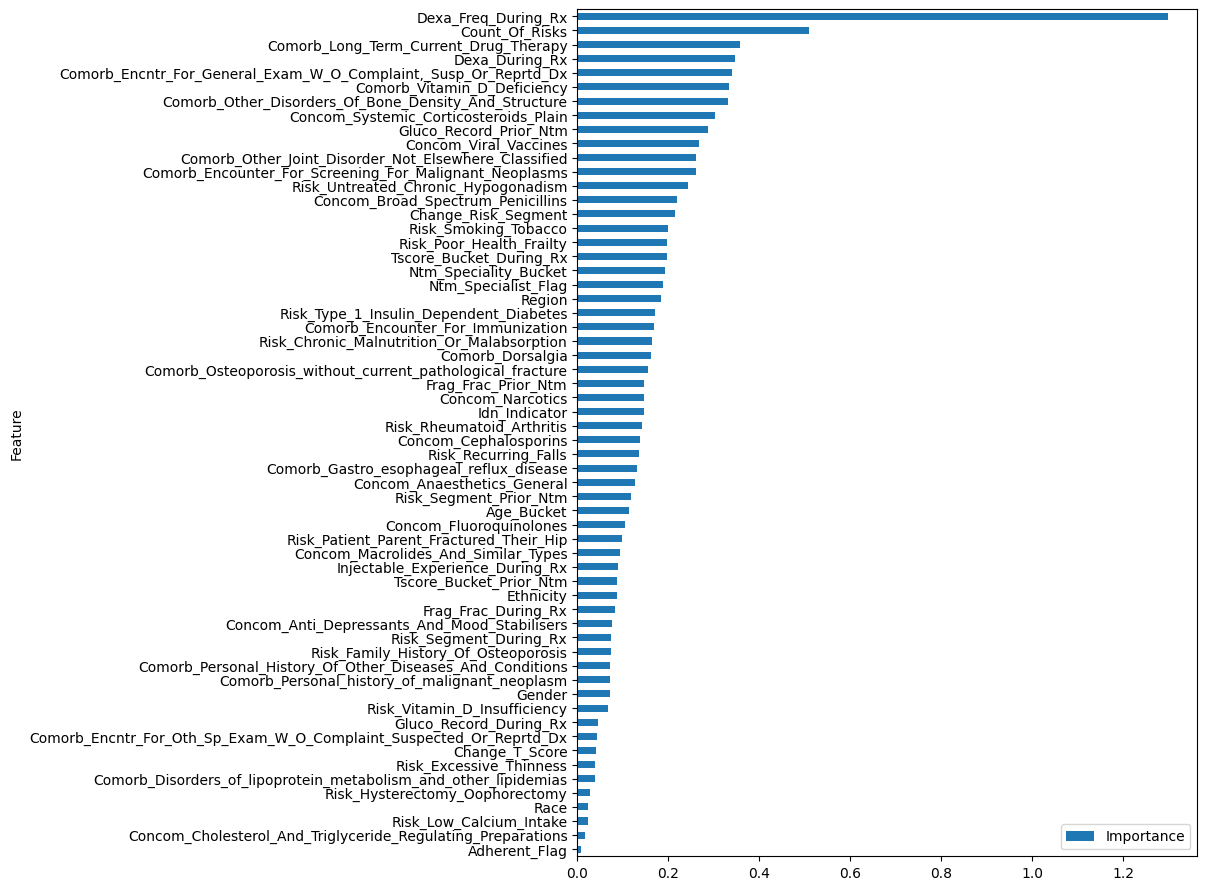 Dexa_Freq_During_Rx
Count_Of_Risks
Comorb_Long_Term_Current_Drug_Therapy
Dexa_During_Rx
Comorb_Encntr_For_General_Exam_W_O_Complaint,_Susp_Or_Reprtd_Dx
Comorb_Vitamin_D_Deficiency
Comorb_Other_Disorders_Of_Bone_Density_And_Structure
Concom_Systemic_Corticosteroids_Plain
Gluco_Record_Prior_Ntm
Concom_Viral_Vaccines
Comorb_Other_Joint_Disorder_Not_Elsewhere_Classified
Comorb_Encounter_For_Screening_For_Malignant_Neoplasms
Risk_Untreated_Chronic_Hypogonadism
Concom_Broad_Spectrum_Penicillins
Change_Risk_Segment
Risk_Smoking_Tobacco
Risk_Poor_Health_Frailty
Tscore_Bucket_During_Rx
Ntm_Speciality_Bucket
Ntm_Specialist_Flag
Region
Risk_Type_1_Insulin_Dependent_Diabetes
Comorb_Encounter_For_Immunization
Risk_Chronic_Malnutrition_Or_Malabsorption
Comorb_Dorsalgia
Comorb_Osteoporosis_without_current_pathological_fracture
Frag_Frac_Prior_Ntm
Concom_Narcotics
Idn_Indicator
Risk_Rheumatoid_Arthritis
Concom_Cephalosporins
Risk_Recurring_Falls
Comorb_Gastro_esophageal_reflux_disease
Concom_Anaesthetics_General
Risk_Segment_Prior_Ntm
Age_Bucket
Concom_Fluoroquinolones
Risk_Patient_Parent_Fractured_Their_Hip
Concom_Macrolides_And_Similar_Types
Injectable_Experience_During_Rx
Tscore_Bucket_Prior_Ntm
Ethnicity
Frag_Frac_During_Rx
Concom_Anti_Depressants_And_Mood_Stabilisers
Risk_Segment_During_Rx
Risk_Family_History_Of_Osteoporosis
Comorb_Personal_History_Of_Other_Diseases_And_Conditions
Comorb_Personal_history_of_malignant_neoplasm
Gender
Risk_Vitamin_D_Insufficiency
Gluco_Record_During_Rx
Comorb_Encntr_For_Oth_Sp_Exam_W_O_Complaint_Suspected_Or_Reprtd_Dx
Change_T_Score
Risk_Excessive_Thinness
Comorb_Disorders_of_lipoprotein_metabolism_and_other_lipidemias
Risk_Hysterectomy_Oophorectomy
Race
Risk_Low_Calcium_Intake
Concom_Cholesterol_And_Triglyceride_Regulating_Preparations
Adherent_Flag
Feature
Importance
0.0 0.2 0.4 0.6 0.8 1.0 1.2